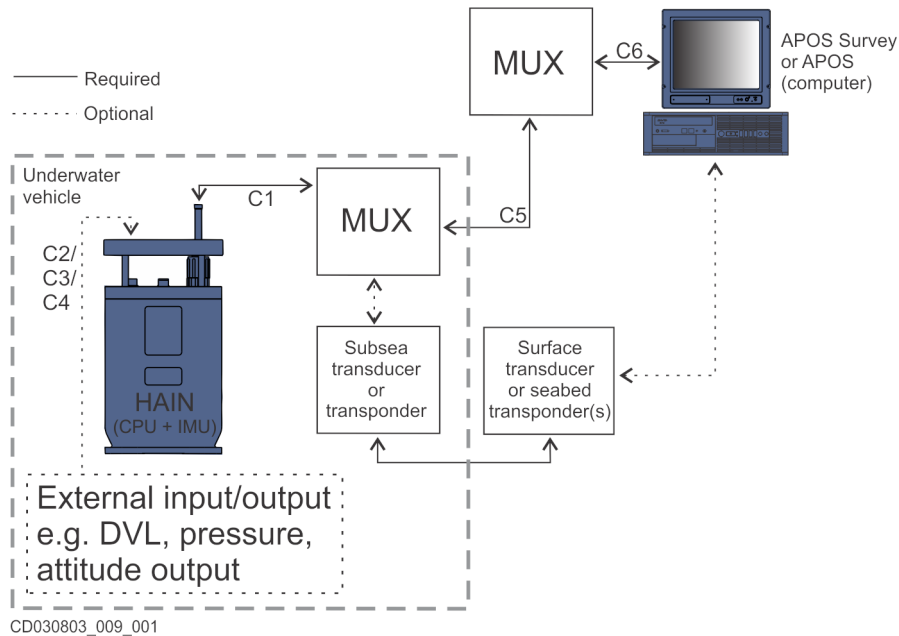 MUX
C6
APOS Survey
or APOS
(computer)
Required
Optional
Underwater
vehicle
C1
MUX
C5
C2/
C3/
C4
Subsea
transducer
or
transponder
Surface
transducer
or seabed
transponder(s)
HAIN
(CPU + IMU)
External input/output
e.g. DVL, pressure,
attitude output
CD030803_009_001